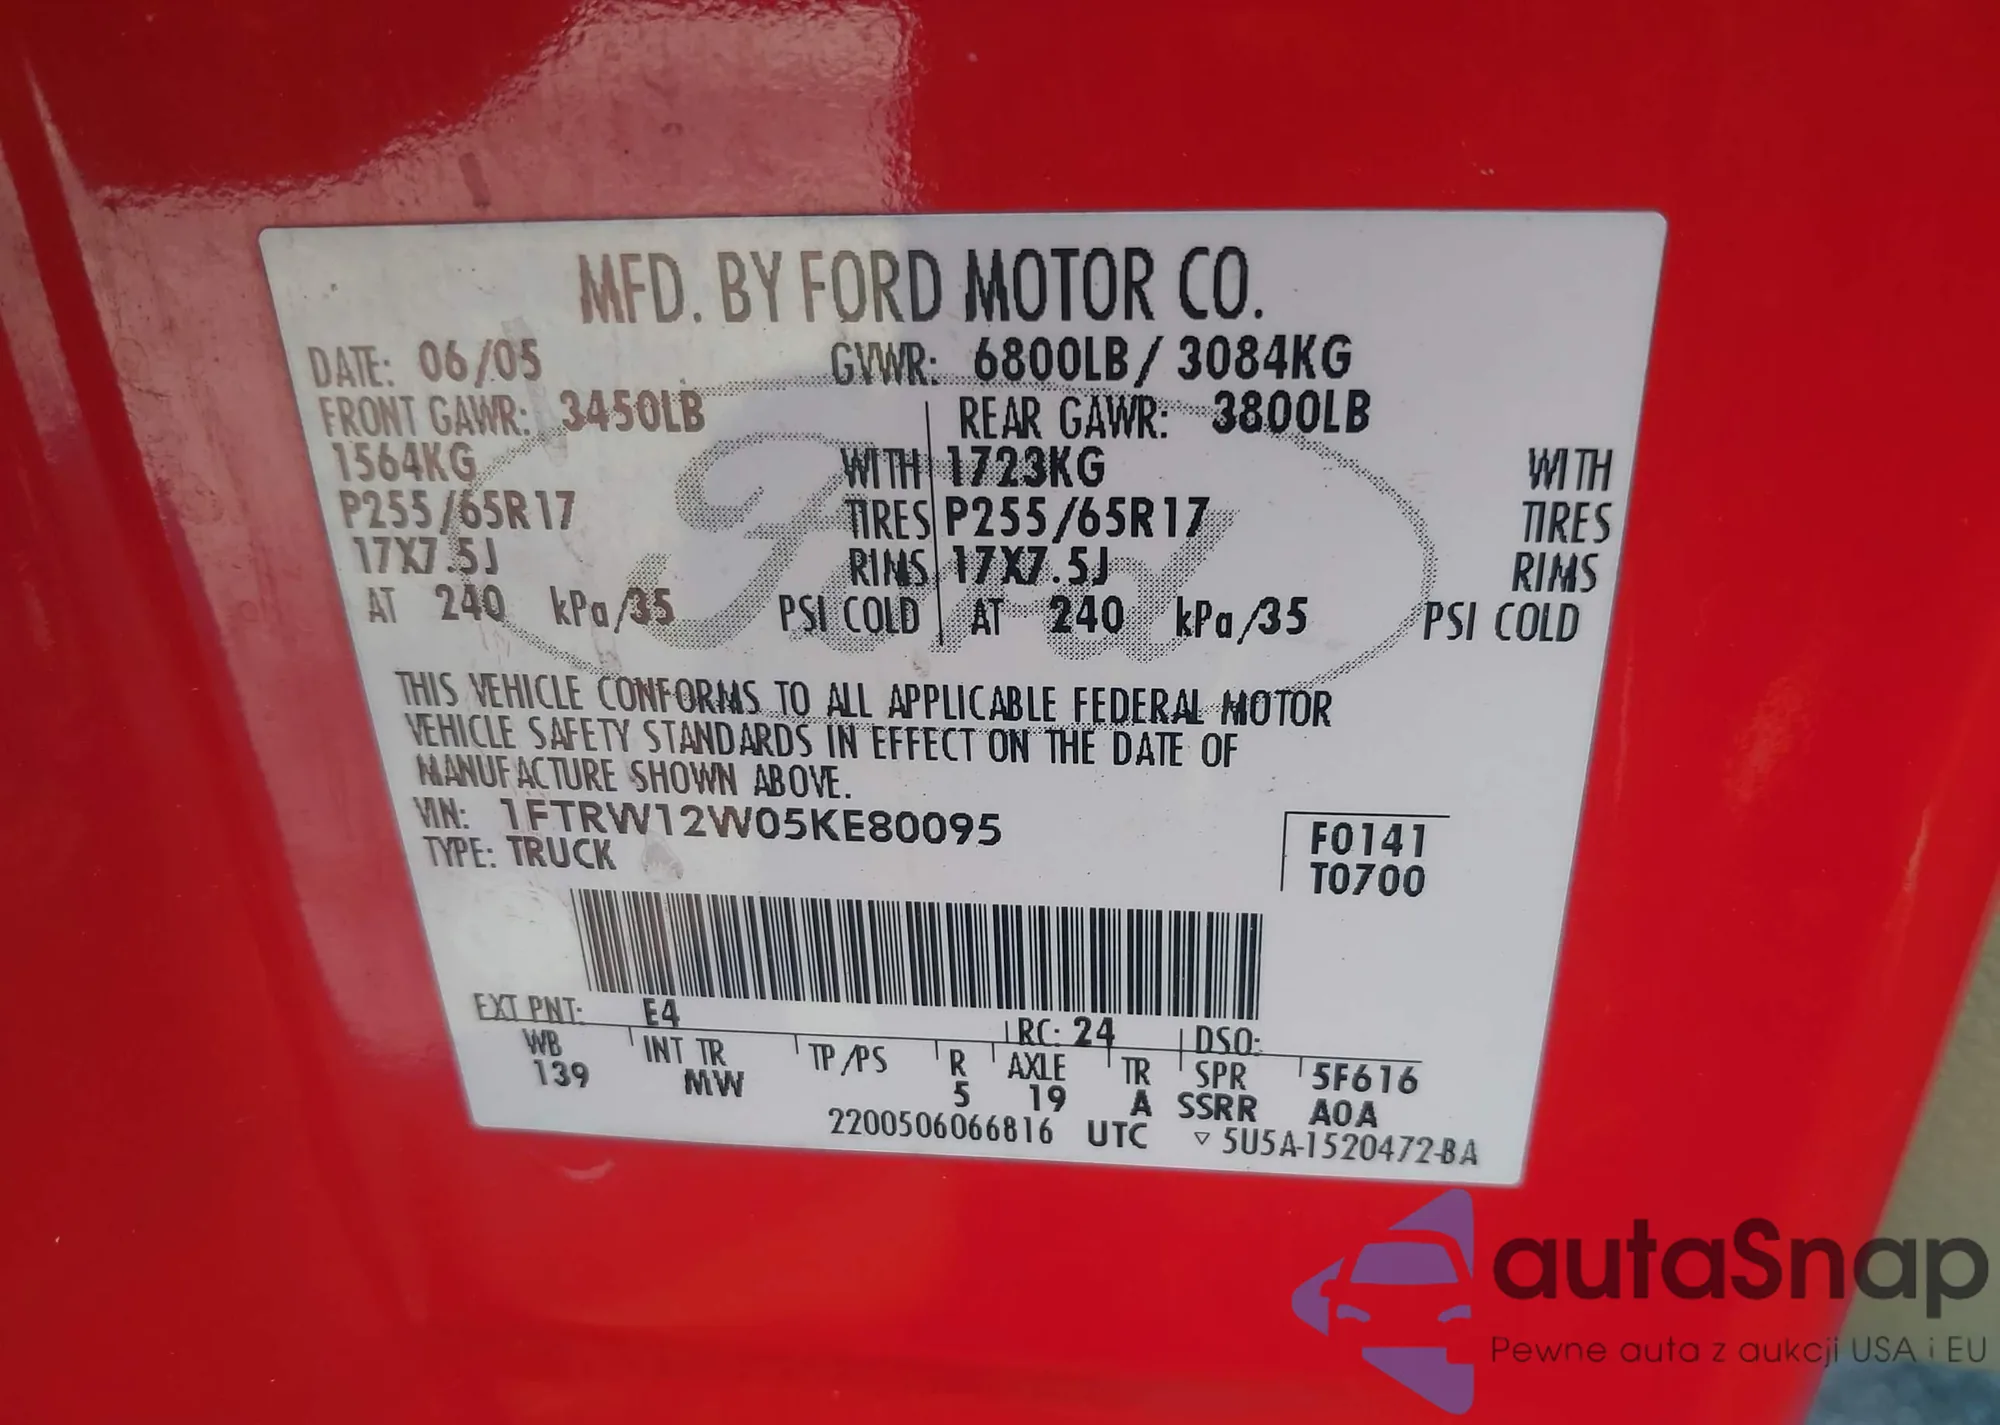 MFD. BY FORD MOTOR CO.
DATE: 06/05 GVWR: 6800LB / 3084KG
FRONT GAWR: 3450LB REAR GAWR: 3800LB
1564KG WITH 1723KG WITH
P255/65R17 TIRES P255/65R17 TIRES
17X7.5J RIMS 17X7.5J RIMS
AT 240 kPa/35 PSI COLD AT 240 kPa/35 PSI COLD
Ford
THIS VEHICLE CONFORMS TO ALL APPLICABLE FEDERAL MOTOR
VEHICLE SAFETY STANDARDS IN EFFECT ON THE DATE OF
MANUFACTURE SHOWN ABOVE.
VIN: 1FTRW12W05KE80095
TYPE: TRUCK
F0141
T0700
EXT PNT: E4 RC: 24 DSO:
WB INT TR TP/PS R AXLE TR SPR 5F616
139 MW 5 19 A SSRR A0A
2200506066816 UTC ▽ 5U5A-1520472-BA
autaSnap
Pewne auta z aukcji USA i EU